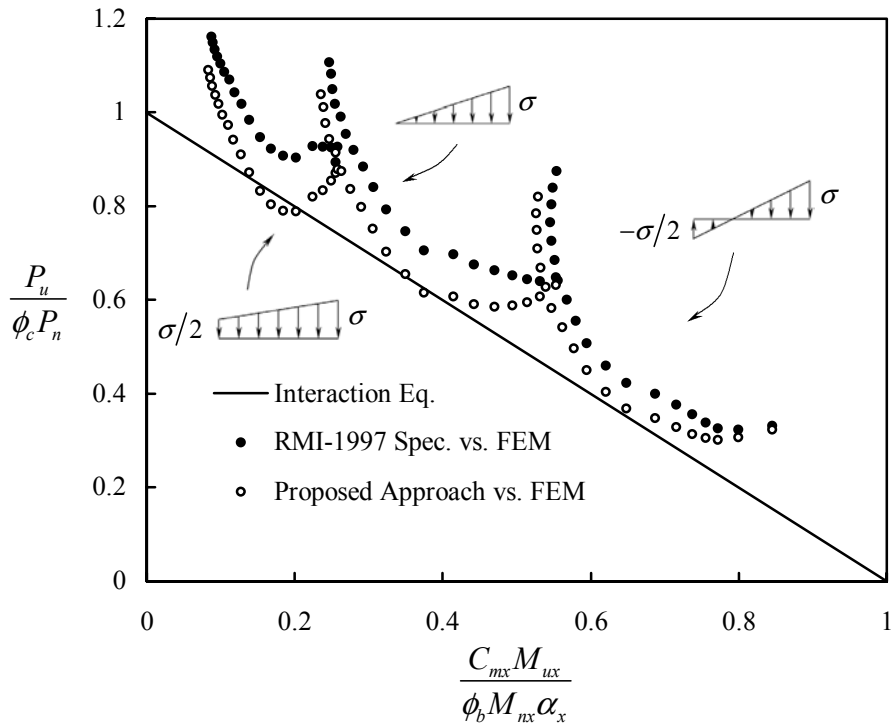 1.2
1
0.8
0.6
0.4
0.2
0
P_u
ϕ_c P_n
σ
−σ/2 σ
σ/2 σ
Interaction Eq.
RMI-1997 Spec. vs. FEM
Proposed Approach vs. FEM
0 0.2 0.4 0.6 0.8 1
C_mx M_ux
ϕ_b M_nx α_x